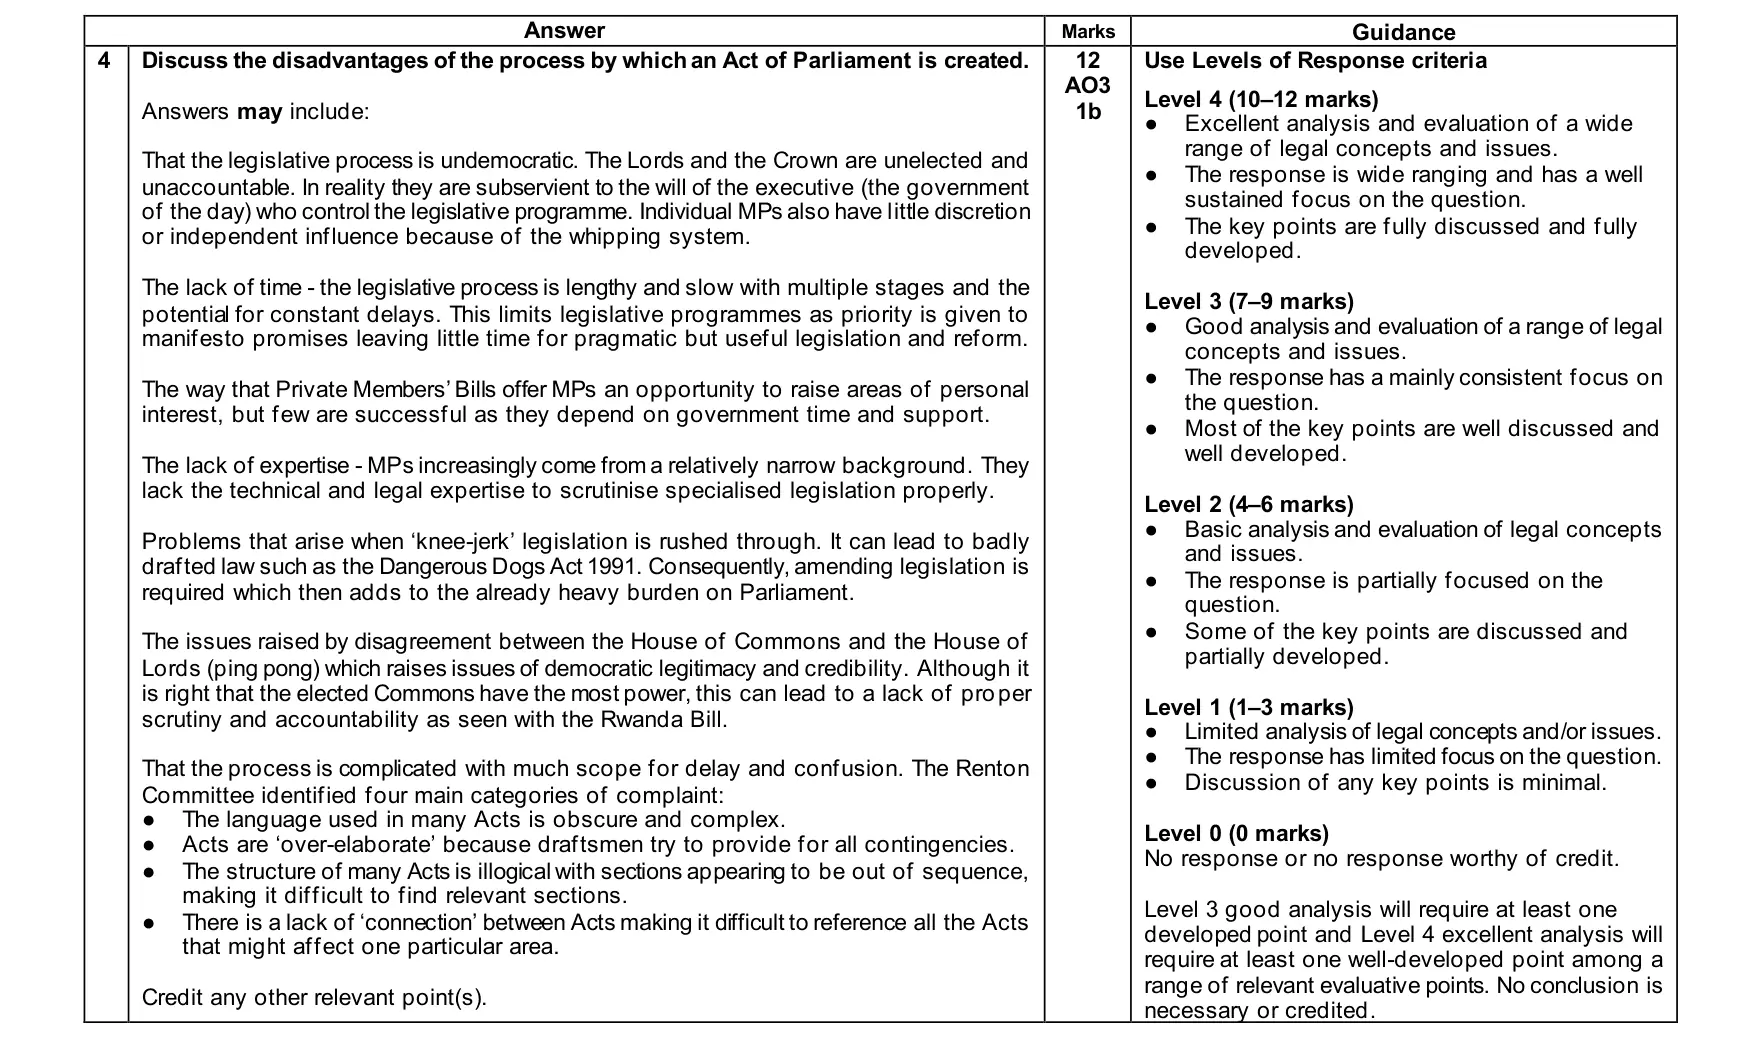 Answer
Marks
Guidance
4
Discuss the disadvantages of the process by which an Act of Parliament is created.
Answers may include:
That the legislative process is undemocratic. The Lords and the Crown are unelected and
unaccountable. In reality they are subservient to the will of the executive (the government
of the day) who control the legislative programme. Individual MPs also have little discretion
or independent influence because of the whipping system.
The lack of time - the legislative process is lengthy and slow with multiple stages and the
potential for constant delays. This limits legislative programmes as priority is given to
manifesto promises leaving little time for pragmatic but useful legislation and reform.
The way that Private Members’ Bills offer MPs an opportunity to raise areas of personal
interest, but few are successful as they depend on government time and support.
The lack of expertise - MPs increasingly come from a relatively narrow background. They
lack the technical and legal expertise to scrutinise specialised legislation properly.
Problems that arise when ‘knee-jerk’ legislation is rushed through. It can lead to badly
drafted law such as the Dangerous Dogs Act 1991. Consequently, amending legislation is
required which then adds to the already heavy burden on Parliament.
The issues raised by disagreement between the House of Commons and the House of
Lords (ping pong) which raises issues of democratic legitimacy and credibility. Although it
is right that the elected Commons have the most power, this can lead to a lack of proper
scrutiny and accountability as seen with the Rwanda Bill.
That the process is complicated with much scope for delay and confusion. The Renton
Committee identified four main categories of complaint:
● The language used in many Acts is obscure and complex.
● Acts are ‘over-elaborate’ because draftsmen try to provide for all contingencies.
● The structure of many Acts is illogical with sections appearing to be out of sequence,
making it difficult to find relevant sections.
● There is a lack of ‘connection’ between Acts making it difficult to reference all the Acts
that might affect one particular area.
Credit any other relevant point(s).
12
AO3
1b
Use Levels of Response criteria
Level 4 (10–12 marks)
● Excellent analysis and evaluation of a wide
range of legal concepts and issues.
● The response is wide ranging and has a well
sustained focus on the question.
● The key points are fully discussed and fully
developed.
Level 3 (7–9 marks)
● Good analysis and evaluation of a range of legal
concepts and issues.
● The response has a mainly consistent focus on
the question.
● Most of the key points are well discussed and
well developed.
Level 2 (4–6 marks)
● Basic analysis and evaluation of legal concepts
and issues.
● The response is partially focused on the
question.
● Some of the key points are discussed and
partially developed.
Level 1 (1–3 marks)
● Limited analysis of legal concepts and/or issues.
● The response has limited focus on the question.
● Discussion of any key points is minimal.
Level 0 (0 marks)
No response or no response worthy of credit.
Level 3 good analysis will require at least one
developed point and Level 4 excellent analysis will
require at least one well-developed point among a
range of relevant evaluative points. No conclusion is
necessary or credited.